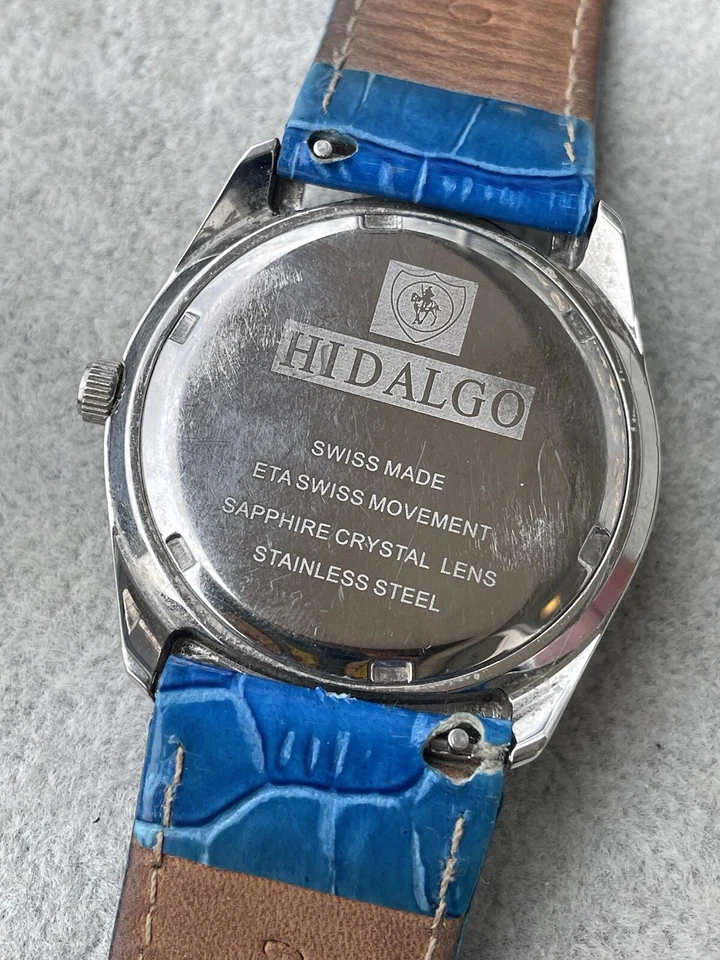 HIDALGO
SWISS MADE
ETA SWISS MOVEMENT
SAPPHIRE CRYSTAL LENS
STAINLESS STEEL